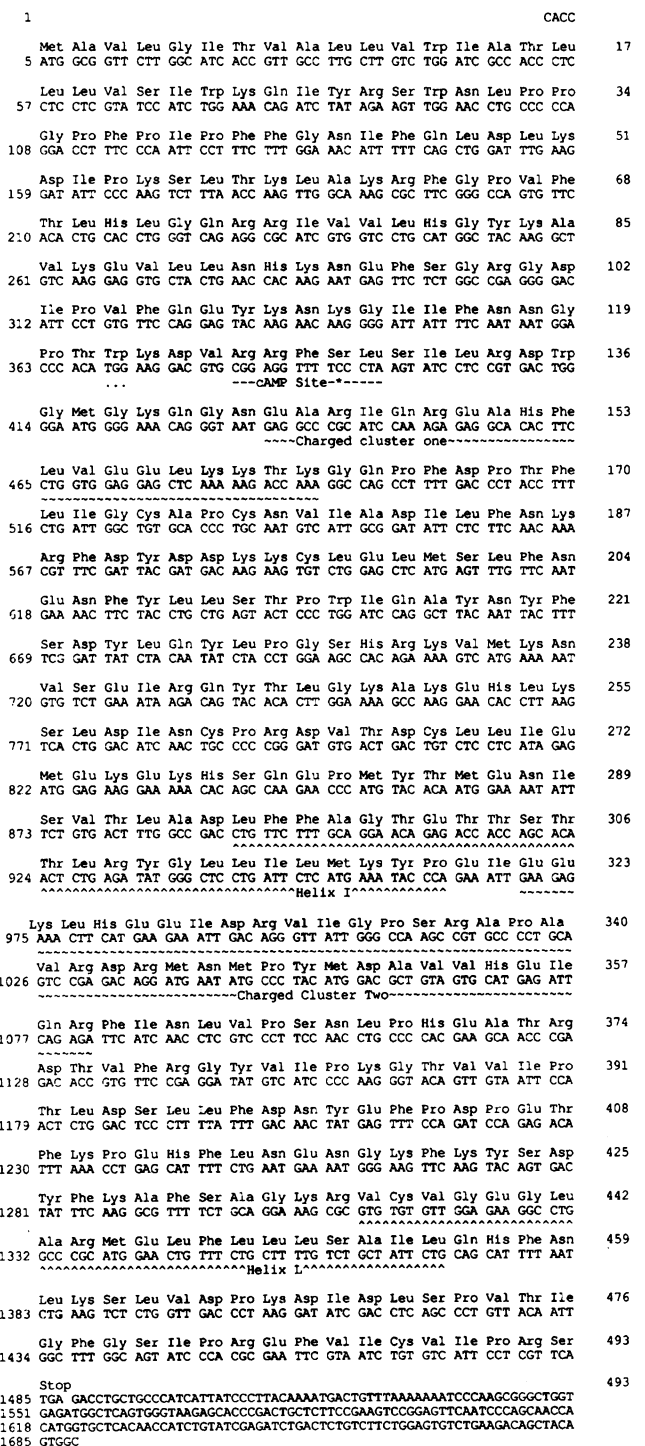 1 CACC
Met Ala Val Leu Gly Ile Thr Val Ala Leu Leu Val Trp Ile Ala Thr Leu 17
5 ATG GCG GTT CTT GGC ATC ACC GTT GCC TTG CTT GTC TGG ATC GCC ACC CTC
Leu Leu Val Ser Ile Trp Lys Gln Ile Tyr Arg Ser Trp Asn Leu Pro Pro 34
57 CTC CTC GTA TCC ATC TGG AAA CAG ATC TAT AGA AGT TGG AAC CTG CCC CCA
Gly Pro Phe Pro Ile Pro Phe Phe Gly Asn Ile Phe Gln Leu Asp Leu Lys 51
108 GGA CCT TTC CCA ATT CCT TTC TTT GGA AAC ATT TTT CAG CTG GAT TTG AAG
Asp Ile Pro Lys Ser Leu Thr Lys Leu Ala Lys Arg Phe Gly Pro Val Phe 68
159 GAT ATT CCC AAG TCT TTA ACC AAG TTG GCA AAG CGC TTC GGG CCA GTG TTC
Thr Leu His Leu Gly Gln Arg Arg Ile Val Val Leu His Gly Tyr Lys Ala 85
210 ACA CTG CAC CTG GGT CAG AGG CGC ATC GTG GTC CTG CAT GGC TAC AAG GCT
Val Lys Glu Val Leu Leu Asn His Lys Asn Glu Phe Ser Gly Arg Gly Asp 102
261 GTC AAG GAG GTG CTA CTG AAC CAC AAG AAT GAG TTC TCT GGC CGA GGG GAC
Ile Pro Val Phe Gln Glu Tyr Lys Asn Lys Gly Ile Ile Phe Asn Asn Gly 119
312 ATT CCT GTG TTC CAG GAG TAC AAG AAC AAG GGG ATT ATT TTC AAT AAT GGA
Pro Thr Trp Lys Asp Val Arg Arg Phe Ser Leu Ser Ile Leu Arg Asp Trp 136
363 CCC ACA TGG AAG GAC GTG CGG AGG TTT TCC CTA AGT ATC CTC CGT GAC TGG
... ---cAMP Site-*-----
Gly Met Gly Lys Gln Gly Asn Glu Ala Arg Ile Gln Arg Glu Ala His Phe 153
414 GGA ATG GGG AAA CAG GGT AAT GAG GCC CGC ATC CAA AGA GAG GCA CAC TTC
~~~~Charged cluster one~~~~~~~~~~~~~~~~
Leu Val Glu Glu Leu Lys Lys Thr Lys Gly Gln Pro Phe Asp Pro Thr Phe 170
465 CTG GTG GAG GAG CTC AAA AAG ACC AAA GGC CAG CCT TTT GAC CCT ACC TTT
~~~~~~~~~~~~~~~~~~~~~~~~~~~~~~~~~~~
Leu Ile Gly Cys Ala Pro Cys Asn Val Ile Ala Asp Ile Leu Phe Asn Lys 187
516 CTG ATT GGC TGT GCA CCC TGC AAT GTC ATT GCG GAT ATT CTC TTC AAC AAA
Arg Phe Asp Tyr Asp Asp Lys Lys Cys Leu Glu Leu Met Ser Leu Phe Asn 204
567 CGT TTC GAT TAC GAT GAC AAG AAG TGT CTG GAG CTC ATG AGT TTG TTC AAT
Glu Asn Phe Tyr Leu Leu Ser Thr Pro Trp Ile Gln Ala Tyr Asn Tyr Phe 221
618 GAA AAC TTC TAC CTG CTG AGT ACT CCC TGG ATC CAG GCT TAC AAT TAC TTT
Ser Asp Tyr Leu Gln Tyr Leu Pro Gly Ser His Arg Lys Val Met Lys Asn 238
669 TCG GAT TAT CTA CAA TAT CTA CCT GGA AGC CAC AGA AAA GTC ATG AAA AAT
Val Ser Glu Ile Arg Gln Tyr Thr Leu Gly Lys Ala Lys Glu His Leu Lys 255
720 GTG TCT GAA ATA AGA CAG TAC ACA CTT GGA AAA GCC AAG GAA CAC CTT AAG
Ser Leu Asp Ile Asn Cys Pro Arg Asp Val Thr Asp Cys Leu Leu Ile Glu 272
771 TCA CTG GAC ATC AAC TGC CCC CGG GAT GTG ACT GAC TGT CTC CTC ATA GAG
Met Glu Lys Glu Lys His Ser Gln Glu Pro Met Tyr Thr Met Glu Asn Ile 289
822 ATG GAG AAG GAA AAA CAC AGC CAA GAA CCC ATG TAC ACA ATG GAA AAT ATT
Ser Val Thr Leu Ala Asp Leu Phe Phe Ala Gly Thr Glu Thr Thr Ser Thr 306
873 TCT GTG ACT TTG GCC GAC CTG TTC TTT GCA GGA ACA GAG ACC ACC AGC ACA
^^^^^^^^^^^^^^^^^^^^^^^^^^^^^^^^^^^^^^^^^^^
Thr Leu Arg Tyr Gly Leu Leu Ile Leu Met Lys Tyr Pro Glu Ile Glu Glu 323
924 ACT CTG AGA TAT GGG CTC CTG ATT CTC ATG AAA TAC CCA GAA ATT GAA GAG
^^^^^^^^^^^^^^^^^^^^^^^^^^^^^^^^Helix I^^^^^^^^^^^^ ~~~~~~~
Lys Leu His Glu Glu Ile Asp Arg Val Ile Gly Pro Ser Arg Ala Pro Ala 340
975 AAA CTT CAT GAA GAA ATT GAC AGG GTT ATT GGG CCA AGC CGT GCC CCT GCA
~~~~~~~~~~~~~~~~~~~~~~~~~~~~~~~~~~~~~~~~~~~~~~~~~~~~~~~~~~~~~~~~~~~
Val Arg Asp Arg Met Asn Met Pro Tyr Met Asp Ala Val Val His Glu Ile 357
1026 GTC CGA GAC AGG ATG AAT ATG CCC TAC ATG GAC GCT GTA GTG CAT GAG ATT
~~~~~~~~~~~~~~~~~~~~~~~~~Charged Cluster Two~~~~~~~~~~~~~~~~~~~~~~~
Gln Arg Phe Ile Asn Leu Val Pro Ser Asn Leu Pro His Glu Ala Thr Arg 374
1077 CAG AGA TTC ATC AAC CTC GTC CCT TCC AAC CTG CCC CAC GAA GCA ACC CGA
~~~~~~~
Asp Thr Val Phe Arg Gly Tyr Val Ile Pro Lys Gly Thr Val Val Ile Pro 391
1128 GAC ACC GTG TTC CGA GGA TAT GTC ATC CCC AAG GGT ACA GTT GTA ATT CCA
Thr Leu Asp Ser Leu Leu Phe Asp Asn Tyr Glu Phe Pro Asp Pro Glu Thr 408
1179 ACT CTG GAC TCC CTT TTA TTT GAC AAC TAT GAG TTT CCA GAT CCA GAG ACA
Phe Lys Pro Glu His Phe Leu Asn Glu Asn Gly Lys Phe Lys Tyr Ser Asp 425
1230 TTT AAA CCT GAG CAT TTT CTG AAT GAA AAT GGG AAG TTC AAG TAC AGT GAC
Tyr Phe Lys Ala Phe Ser Ala Gly Lys Arg Val Cys Val Gly Glu Gly Leu 442
1281 TAT TTC AAG GCG TTT TCT GCA GGA AAG CGC GTG TGT GTT GGA GAA GGC CTG
^^^^^^^^^^^^^^^^^^^^^^^^^^^
Ala Arg Met Glu Leu Phe Leu Leu Leu Ser Ala Ile Leu Gln His Phe Asn 459
1332 GCC CGC ATG GAA CTG TTT CTG CTT TTG TCT GCT ATT CTG CAG CAT TTT AAT
^^^^^^^^^^^^^^^^^^^^^^^^^^Helix L^^^^^^^^^^^^^^^^^^
Leu Lys Ser Leu Val Asp Pro Lys Asp Ile Asp Leu Ser Pro Val Thr Ile 476
1383 CTG AAG TCT CTG GTT GAC CCT AAG GAT ATC GAC CTC AGC CCT GTT ACA ATT
Gly Phe Gly Ser Ile Pro Arg Glu Phe Val Ile Cys Val Ile Pro Arg Ser 493
1434 GGC TTT GGC AGT ATC CCA CGC GAA TTC GTA ATC TGT GTC ATT CCT CGT TCA
Stop 493
1485 TGA GACCTGCTGCCCATCATTATCCCTTACAAAATGACTGTTTAAAAAAATCCCAAGCGGGCTGGT
1551 GAGATGGCTCAGTGGGTAAGAGCACCCGACTGCTCTTCCGAAGTCCGGAGTTCAATCCCAGCAACCA
1618 CATGGTGCTCACAACCATCTGTATCGAGATCTGACTCTGTCTTCTGGAGTGTCTGAAGACAGCTACA
1685 GTGGC